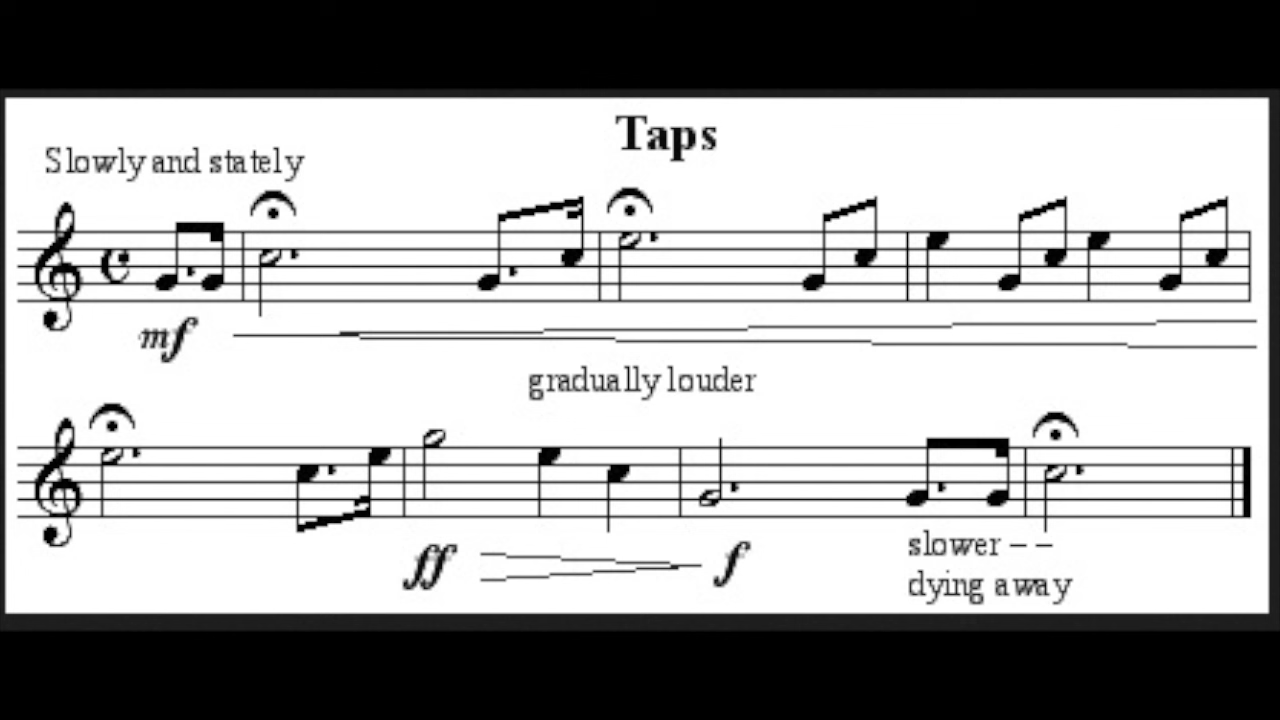 Taps
Slowly and stately
mf
gradually louder
ff f
slower – –
dying away